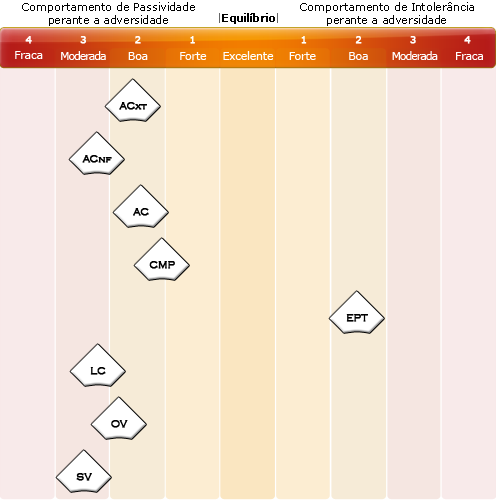 Comportamento de Passividade
perante a adversidade
|Equilíbrio|
Comportamento de Intolerância
perante a adversidade
4 3 2 1 1 2 3 4
Fraca Moderada Boa Forte Excelente Forte Boa Moderada Fraca
ACXT
ACNF
AC
CMP
EPT
LC
OV
SV